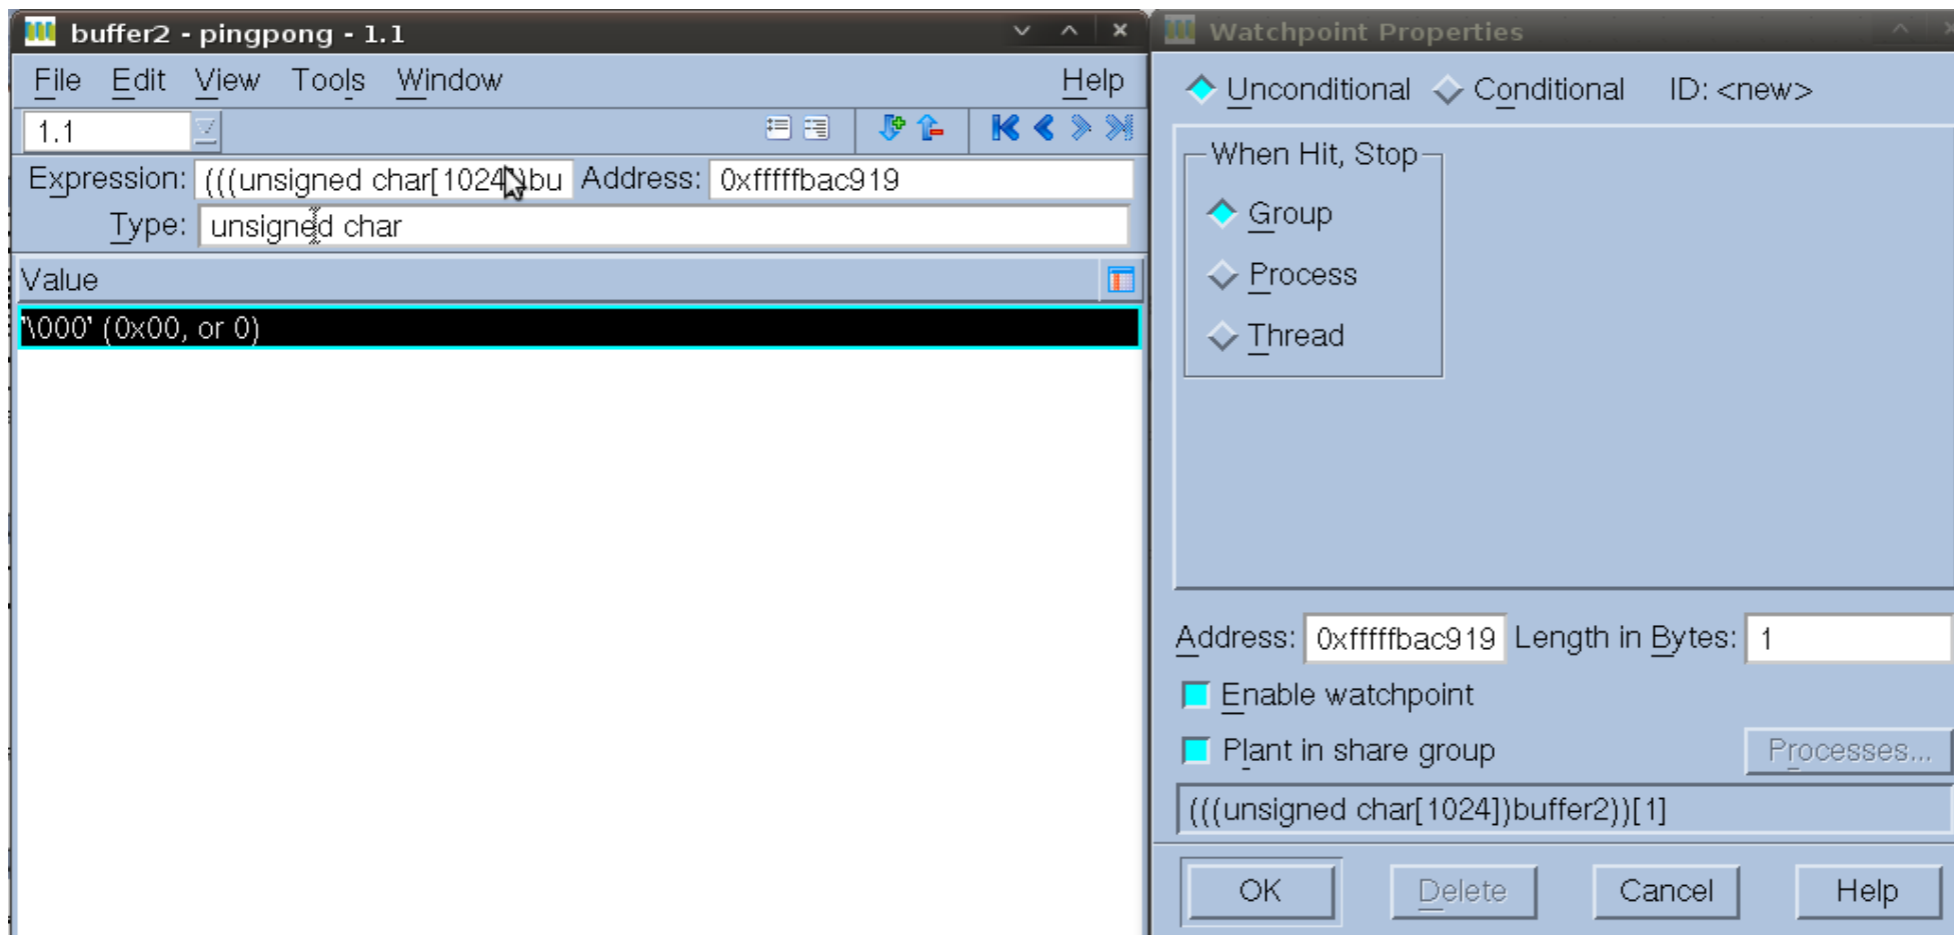 buffer2 - pingpong - 1.1
File Edit View Tools Window Help
1.1
Expression: (((unsigned char[1024])bu Address: 0xfffffbac919
Type: unsigned char
Value
'\000' (0x00, or 0)
Watchpoint Properties
Unconditional Conditional ID: <new>
When Hit, Stop
Group
Process
Thread
Address: 0xfffffbac919 Length in Bytes: 1
Enable watchpoint
Plant in share group Processes...
(((unsigned char[1024])buffer2))[1]
OK Delete Cancel Help